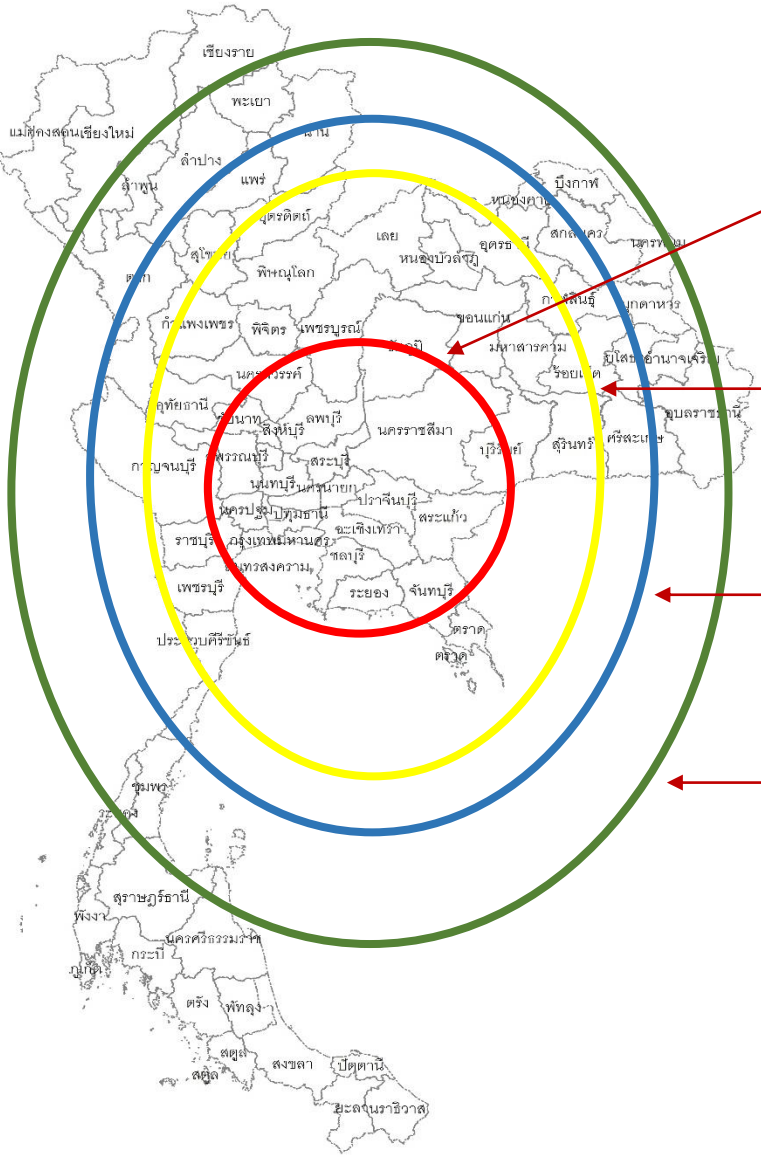 เชียงราย
พะเยา
แม่ฮ่องสอน
เชียงใหม่
น่าน
ลำปาง
แพร่
ลำพูน
บึงกาฬ
หนองคาย
อุตรดิตถ์
เลย
สกลนคร
นครพนม
สุโขทัย
อุดรธานี
หนองบัวลำภู
ตาก
พิษณุโลก
กาฬสินธุ์
มุกดาหาร
ขอนแก่น
กำแพงเพชร
พิจิตร
เพชรบูรณ์
ชัยภูมิ
มหาสารคาม
ยโสธร
อำนาจเจริญ
นครสวรรค์
ร้อยเอ็ด
อุทัยธานี
ชัยนาท
ลพบุรี
สิงห์บุรี
นครราชสีมา
อุบลราชธานี
ศรีสะเกษ
สุรินทร์
บุรีรัมย์
กาญจนบุรี
สุพรรณบุรี
สระบุรี
นนทบุรี
นครนายก
ปราจีนบุรี
นครปฐม
ปทุมธานี
สระแก้ว
ฉะเชิงเทรา
ราชบุรี
กรุงเทพมหานคร
ชลบุรี
สมุทรสงคราม
เพชรบุรี
ระยอง
จันทบุรี
ตราด
ประจวบคีรีขันธ์
ตราด
ชุมพร
ระนอง
สุราษฎร์ธานี
พังงา
นครศรีธรรมราช
กระบี่
ภูเก็ต
ตรัง
พัทลุง
สตูล
สงขลา
ปัตตานี
สตูล
ยะลา
นราธิวาส